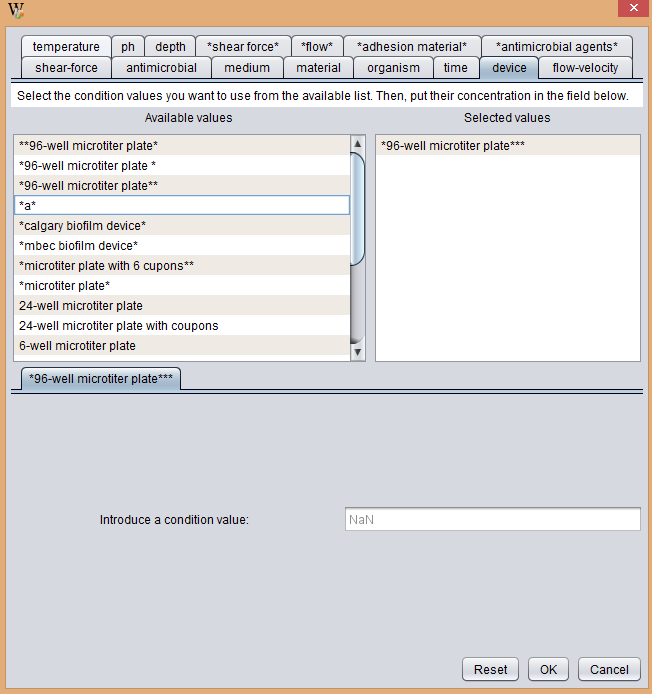 W
temperature ph depth *shear force* *flow* *adhesion material* *antimicrobial agents*
shear-force antimicrobial medium material organism time device flow-velocity
Select the condition values you want to use from the available list. Then, put their concentration in the field below.
Available values Selected values
**96-well microtiter plate* *96-well microtiter plate***
*96-well microtiter plate *
*96-well microtiter plate**
*a*
*calgary biofilm device*
*mbec biofilm device*
*microtiter plate with 6 cupons**
*microtiter plate*
24-well microtiter plate
24-well microtiter plate with coupons
6-well microtiter plate
*96-well microtiter plate***
Introduce a condition value: NaN
Reset OK Cancel